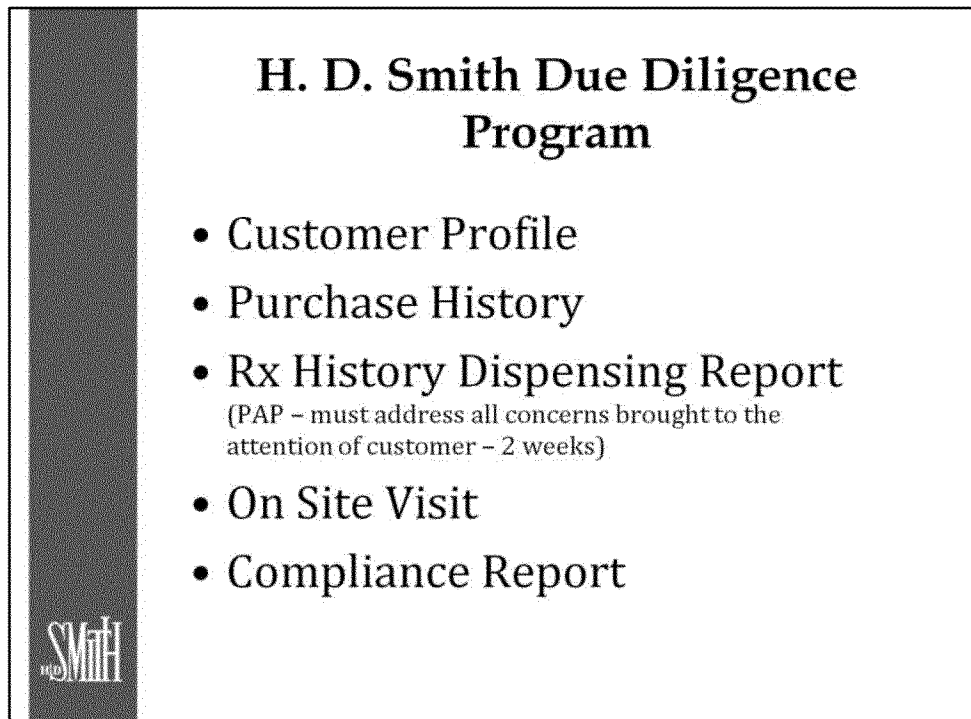 H. D. Smith Due Diligence
Program
• Customer Profile
• Purchase History
• Rx History Dispensing Report
(PAP – must address all concerns brought to the
attention of customer – 2 weeks)
• On Site Visit
• Compliance Report
H.D. SMITH